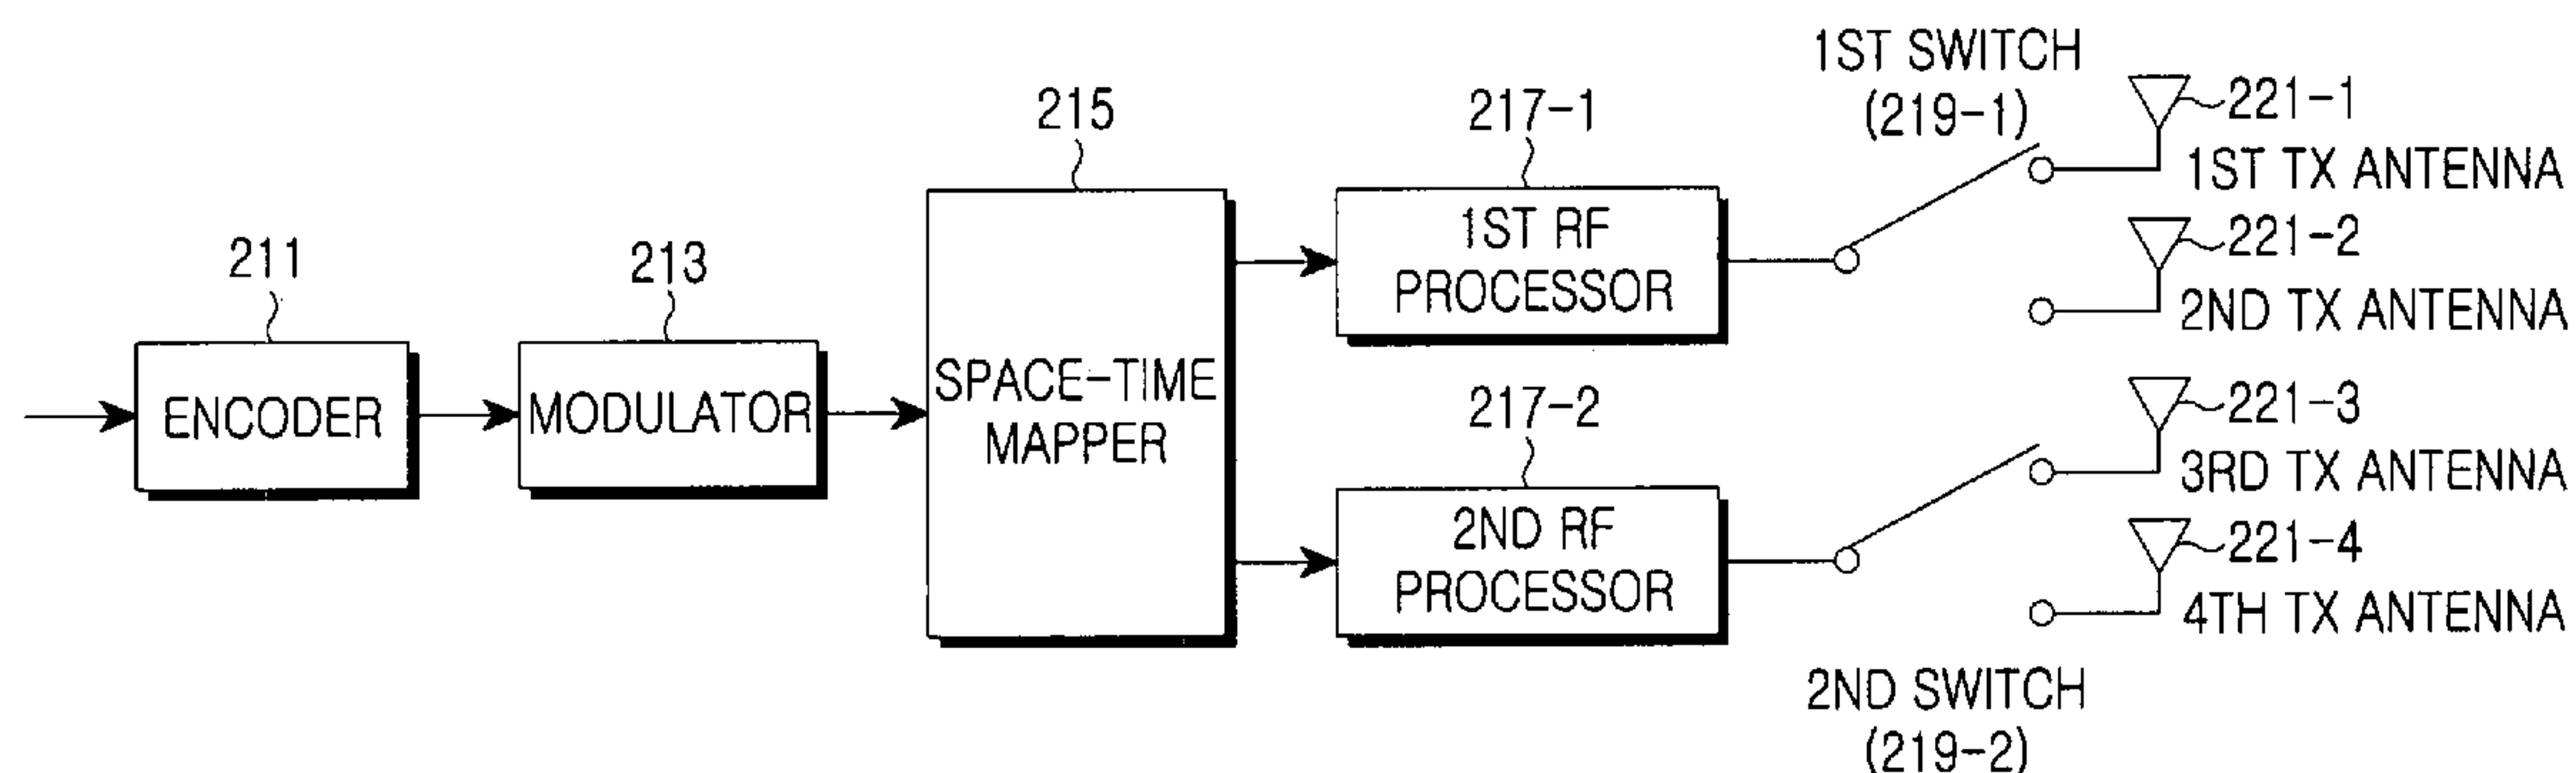 211
ENCODER
213
MODULATOR
215
SPACE-TIME
MAPPER
217-1
1ST RF
PROCESSOR
217-2
2ND RF
PROCESSOR
1ST SWITCH
(219-1)
221-1
1ST TX ANTENNA
221-2
2ND TX ANTENNA
221-3
3RD TX ANTENNA
221-4
4TH TX ANTENNA
2ND SWITCH
(219-2)